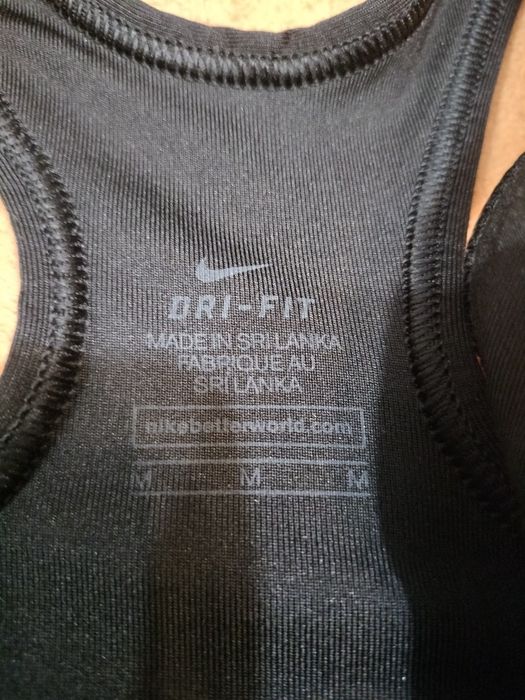 DRI-FIT
MADE IN SRI LANKA
FABRIQUE AU
SRI LANKA
nikebetterworld.com
M M M